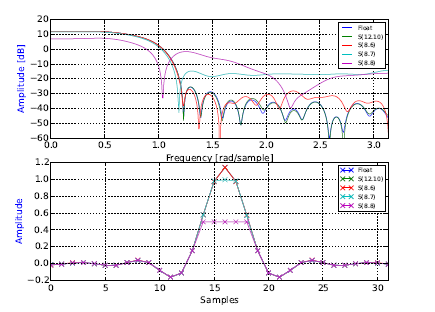 20
10
0
−10
−20
−30
−40
−50
−60
Amplitude [dB]
Float
S(12.10)
S(8.6)
S(8.7)
S(8.8)
0.0 0.5 1.0 1.5 2.0 2.5 3.0
Frequency [rad/sample]
1.2
1.0
0.8
0.6
0.4
0.2
0.0
−0.2
Amplitude
Float
S(12.10)
S(8.6)
S(8.7)
S(8.8)
0 5 10 15 20 25 30
Samples